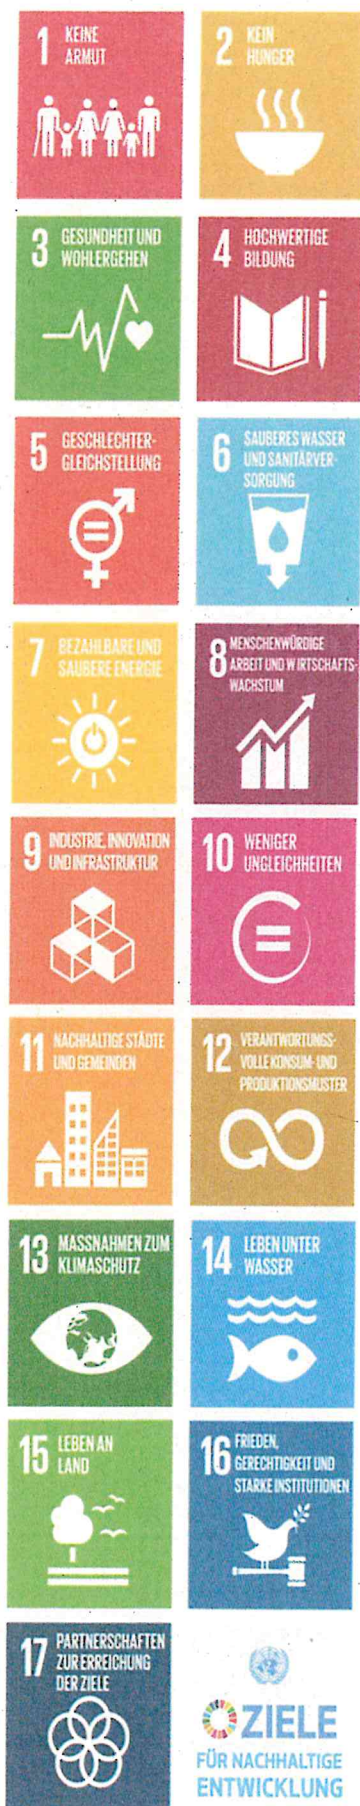 1 KEINE
ARMUT
2 KEIN
HUNGER
3 GESUNDHEIT UND
WOHLERGEHEN
4 HOCHWERTIGE
BILDUNG
5 GESCHLECHTER-
GLEICHSTELLUNG
6 SAUBERES WASSER
UND SANITÄRVER-
SORGUNG
7 BEZAHLBARE UND
SAUBERE ENERGIE
8 MENSCHENWÜRDIGE
ARBEIT UND WIRTSCHAFTS-
WACHSTUM
9 INDUSTRIE, INNOVATION
UND INFRASTRUKTUR
10 WENIGER
UNGLEICHHEITEN
11 NACHHALTIGE STÄDTE
UND GEMEINDEN
12 VERANTWORTUNGS-
VOLLE KONSUM- UND
PRODUKTIONSMUSTER
13 MASSNAHMEN ZUM
KLIMASCHUTZ
14 LEBEN UNTER
WASSER
15 LEBEN AN
LAND
16 FRIEDEN,
GERECHTIGKEIT UND
STARKE INSTITUTIONEN
17 PARTNERSCHAFTEN
ZUR ERREICHUNG
DER ZIELE
ZIELE
FÜR NACHHALTIGE
ENTWICKLUNG